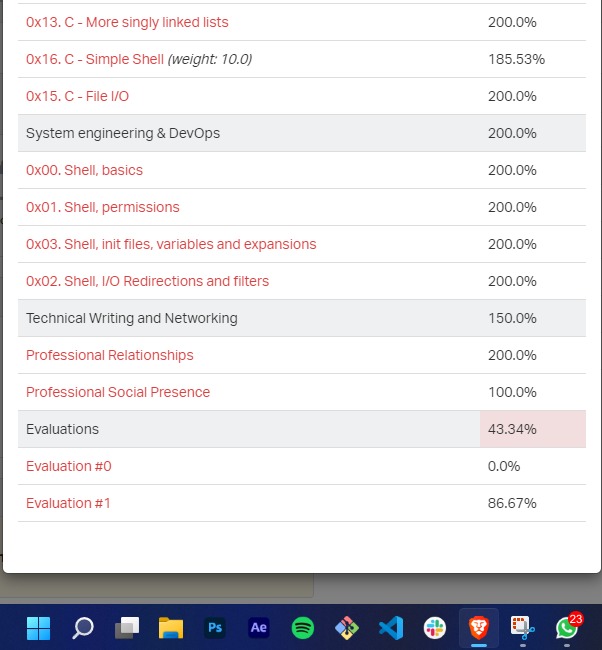 0x13. C - More singly linked lists 200.0%
0x16. C - Simple Shell (weight: 10.0) 185.53%
0x15. C - File I/O 200.0%
System engineering & DevOps 200.0%
0x00. Shell, basics 200.0%
0x01. Shell, permissions 200.0%
0x03. Shell, init files, variables and expansions 200.0%
0x02. Shell, I/O Redirections and filters 200.0%
Technical Writing and Networking 150.0%
Professional Relationships 200.0%
Professional Social Presence 100.0%
Evaluations 43.34%
Evaluation #0 0.0%
Evaluation #1 86.67%
Ps Ae 23